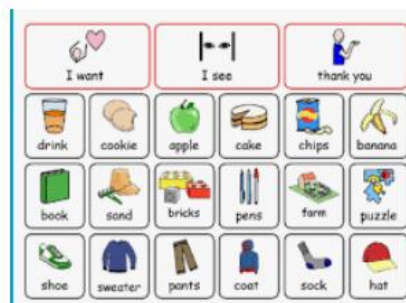 I want I see thank you
drink cookie apple cake chips banana
book sand bricks pens farm puzzle
shoe sweater pants coat sock hat